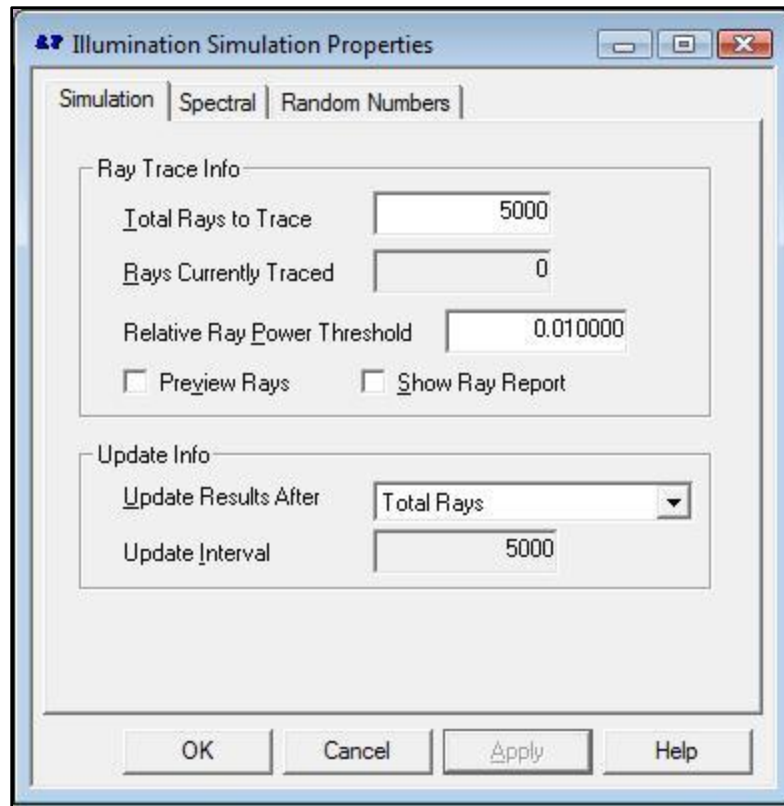 Illumination Simulation Properties
Simulation Spectral Random Numbers
Ray Trace Info
Total Rays to Trace 5000
Rays Currently Traced 0
Relative Ray Power Threshold 0.010000
Preview Rays Show Ray Report
Update Info
Update Results After Total Rays
Update Interval 5000
OK Cancel Apply Help